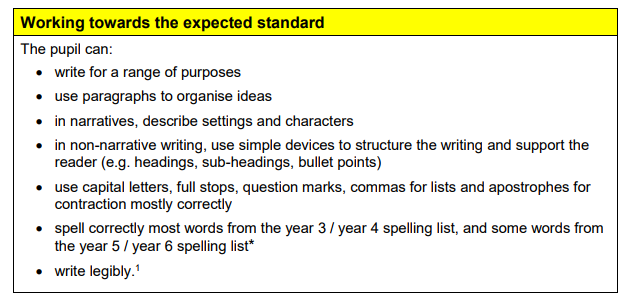 Working towards the expected standard
The pupil can:
• write for a range of purposes
• use paragraphs to organise ideas
• in narratives, describe settings and characters
• in non-narrative writing, use simple devices to structure the writing and support the
reader (e.g. headings, sub-headings, bullet points)
• use capital letters, full stops, question marks, commas for lists and apostrophes for
contraction mostly correctly
• spell correctly most words from the year 3 / year 4 spelling list, and some words from
the year 5 / year 6 spelling list*
• write legibly.¹